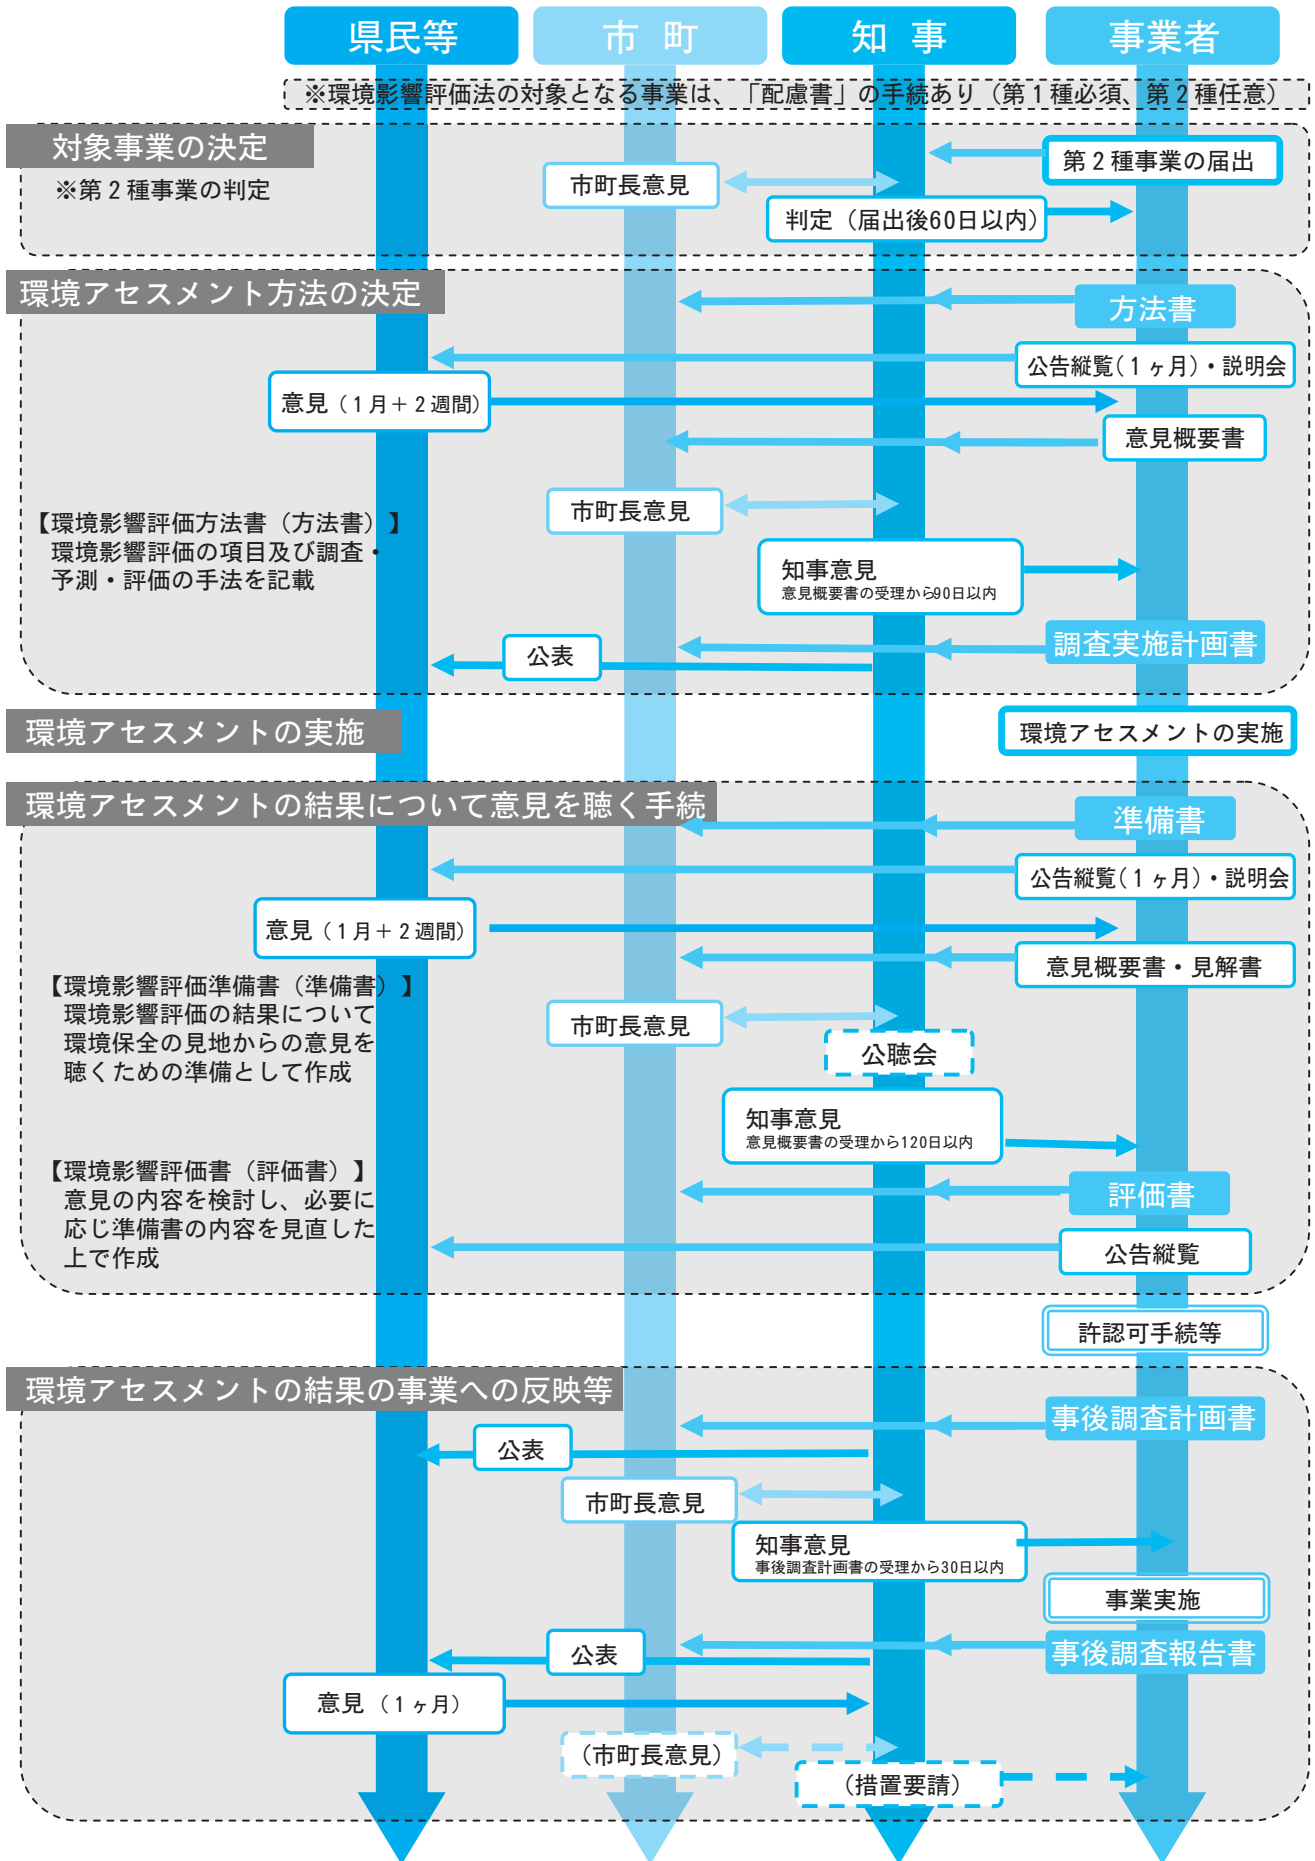 県民等
市 町
知 事
事業者
※環境影響評価法の対象となる事業は、「配慮書」の手続あり（第１種必須、第２種任意）
対象事業の決定
※第２種事業の判定
第２種事業の届出
市町長意見
判定（届出後60日以内）
環境アセスメント方法の決定
方法書
公告縦覧(１ヶ月)・説明会
意見（１月＋２週間）
意見概要書
市町長意見
【環境影響評価方法書（方法書）】
環境影響評価の項目及び調査・
予測・評価の手法を記載
知事意見
意見概要書の受理から90日以内
調査実施計画書
公表
環境アセスメントの実施
環境アセスメントの実施
環境アセスメントの結果について意見を聴く手続
準備書
公告縦覧(１ヶ月)・説明会
意見（１月＋２週間）
意見概要書・見解書
【環境影響評価準備書（準備書）】
環境影響評価の結果について
環境保全の見地からの意見を
聴くための準備として作成
市町長意見
公聴会
知事意見
意見概要書の受理から120日以内
【環境影響評価書（評価書）】
意見の内容を検討し、必要に
応じ準備書の内容を見直した
上で作成
評価書
公告縦覧
許認可手続等
環境アセスメントの結果の事業への反映等
事後調査計画書
公表
市町長意見
知事意見
事後調査計画書の受理から30日以内
事業実施
事後調査報告書
公表
意見（１ヶ月）
（市町長意見）
（措置要請）